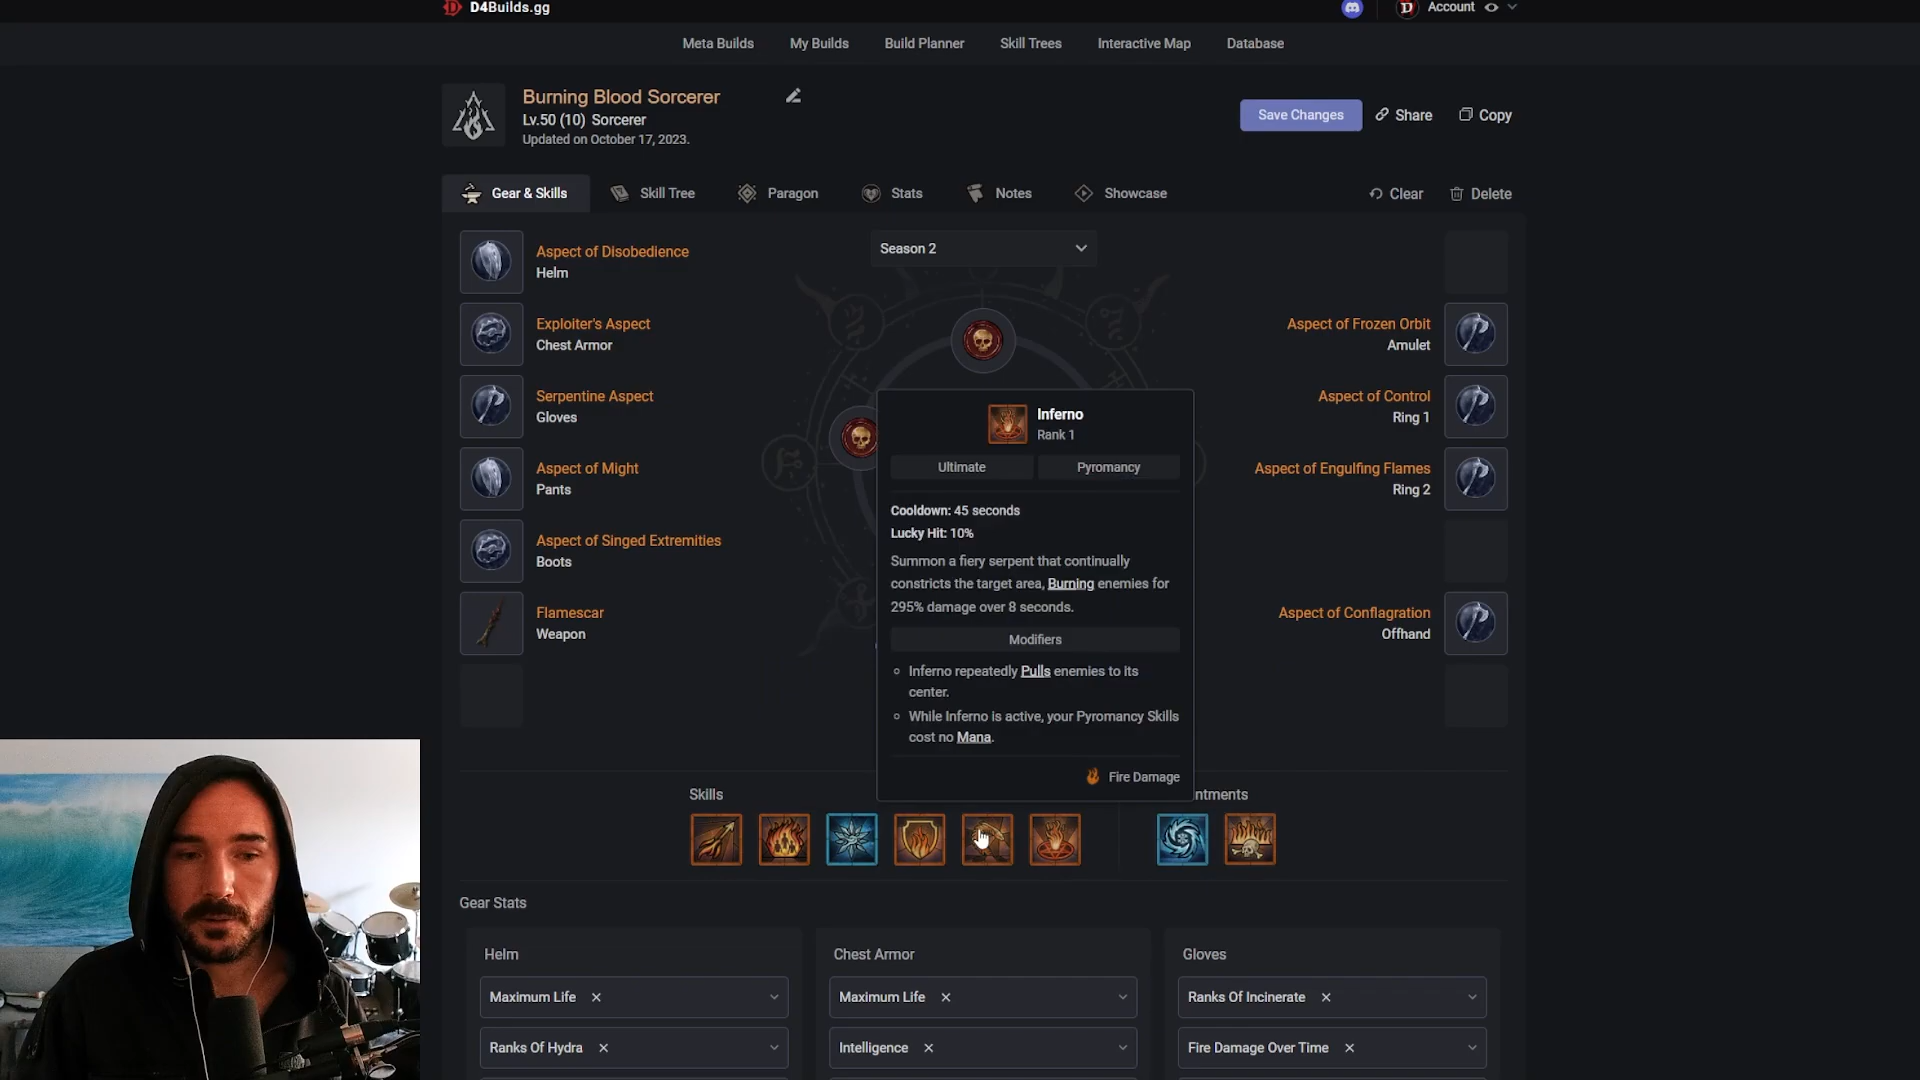 D4Builds.gg
Account
Meta Builds
My Builds
Build Planner
Skill Trees
Interactive Map
Database
Burning Blood Sorcerer
Lv.50 (10) Sorcerer
Updated on October 17, 2023.
Save Changes
Share
Copy
Gear & Skills
Skill Tree
Paragon
Stats
Notes
Showcase
Clear
Delete
Season 2
Aspect of Disobedience
Helm
Exploiter's Aspect
Chest Armor
Serpentine Aspect
Gloves
Aspect of Might
Pants
Aspect of Singed Extremities
Boots
Flamescar
Weapon
Aspect of Frozen Orbit
Amulet
Aspect of Control
Ring 1
Aspect of Engulfing Flames
Ring 2
Aspect of Conflagration
Offhand
Inferno
Rank 1
Ultimate
Pyromancy
Cooldown: 45 seconds
Lucky Hit: 10%
Summon a fiery serpent that continually
constricts the target area, Burning enemies for
295% damage over 8 seconds.
Modifiers
Inferno repeatedly Pulls enemies to its
center.
While Inferno is active, your Pyromancy Skills
cost no Mana.
Fire Damage
Skills
ntments
Gear Stats
Helm
Maximum Life
Ranks Of Hydra
Chest Armor
Maximum Life
Intelligence
Gloves
Ranks Of Incinerate
Fire Damage Over Time